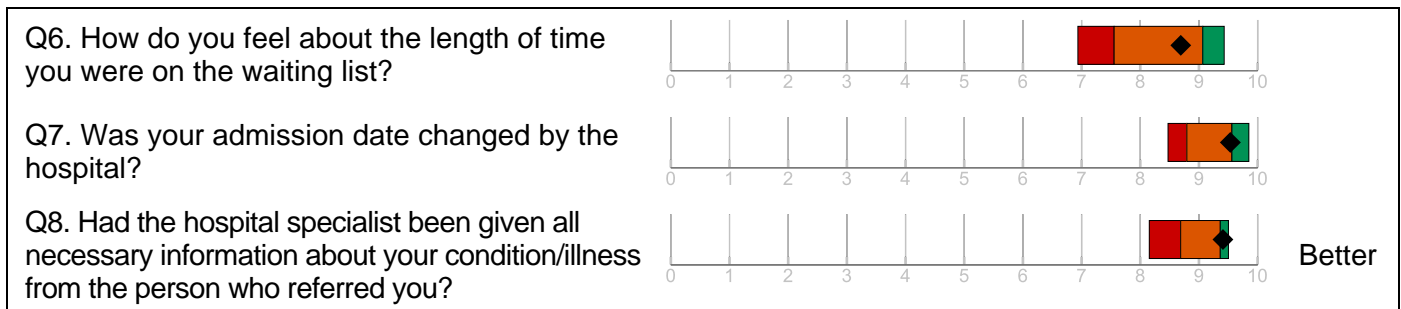 Q6. How do you feel about the length of time
you were on the waiting list?
0 1 2 3 4 5 6 7 8 9 10
Q7. Was your admission date changed by the
hospital?
0 1 2 3 4 5 6 7 8 9 10
Q8. Had the hospital specialist been given all
necessary information about your condition/illness
from the person who referred you?
0 1 2 3 4 5 6 7 8 9 10
Better